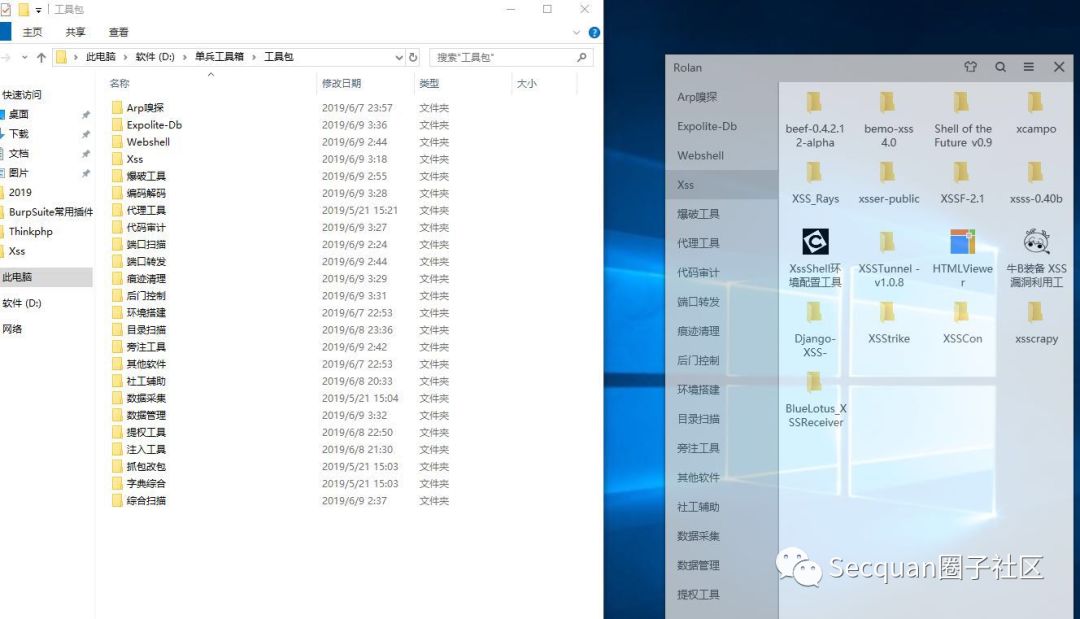 工具包
主页 共享 查看
此电脑 › 软件 (D:) › 单兵工具箱 › 工具包
搜索"工具包"
名称 修改日期 类型 大小
快速访问
桌面
下载
文档
图片
2019
BurpSuite常用插件
Thinkphp
Xss
此电脑
软件 (D:)
网络
Arp嗅探 2019/6/7 23:57 文件夹
Expolite-Db 2019/6/9 3:36 文件夹
Webshell 2019/6/9 2:44 文件夹
Xss 2019/6/9 3:18 文件夹
爆破工具 2019/6/9 2:55 文件夹
编码解码 2019/6/9 3:28 文件夹
代理工具 2019/5/21 15:21 文件夹
代码审计 2019/6/9 3:27 文件夹
端口扫描 2019/6/9 2:24 文件夹
端口转发 2019/6/9 2:44 文件夹
痕迹清理 2019/6/9 3:29 文件夹
后门控制 2019/6/9 3:31 文件夹
环境搭建 2019/6/7 22:53 文件夹
目录扫描 2019/6/8 23:36 文件夹
旁注工具 2019/6/9 2:42 文件夹
其他软件 2019/6/7 22:53 文件夹
社工辅助 2019/6/8 20:33 文件夹
数据采集 2019/5/21 15:04 文件夹
数据管理 2019/6/9 3:32 文件夹
提权工具 2019/6/8 22:50 文件夹
注入工具 2019/6/8 21:30 文件夹
抓包改包 2019/5/21 15:03 文件夹
字典综合 2019/5/21 15:03 文件夹
综合扫描 2019/6/9 2:37 文件夹
Rolan
Arp嗅探
Expolite-Db
Webshell
Xss
爆破工具
代理工具
代码审计
端口转发
痕迹清理
后门控制
环境搭建
目录扫描
旁注工具
其他软件
社工辅助
数据采集
数据管理
提权工具
beef-0.4.2.1
2-alpha
bemo-xss
4.0
Shell of the
Future v0.9
xcampo
XSS_Rays
xsser-public
XSSF-2.1
xsss-0.40b
XssShell环
境配置工具
XSSTunnel -
v1.0.8
HTMLViewe
r
牛B装备 XSS
漏洞利用工
Django-
XSS-
XSStrike
XSSCon
xsscrapy
BlueLotus_X
SSReceiver
Secquan圈子社区